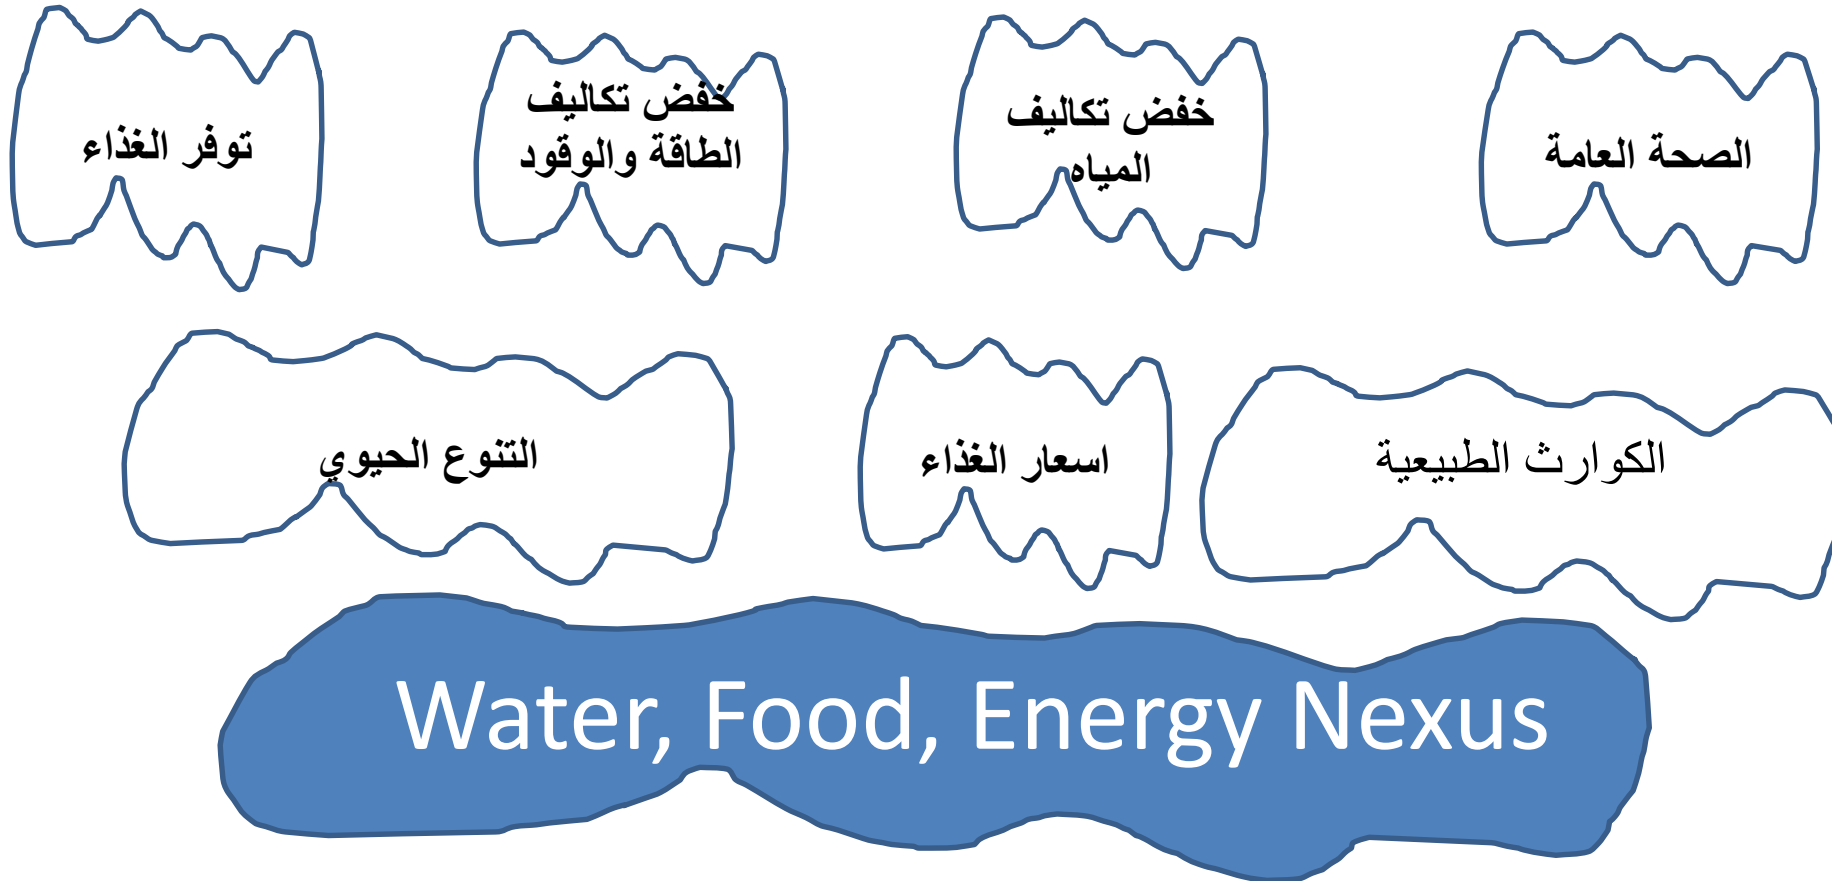 الصحة العامة
خفض تكاليف
المياه
خفض تكاليف
الطاقة والوقود
توفر الغذاء
الكوارث الطبيعية
اسعار الغذاء
التنوع الحيوي
Water, Food, Energy Nexus